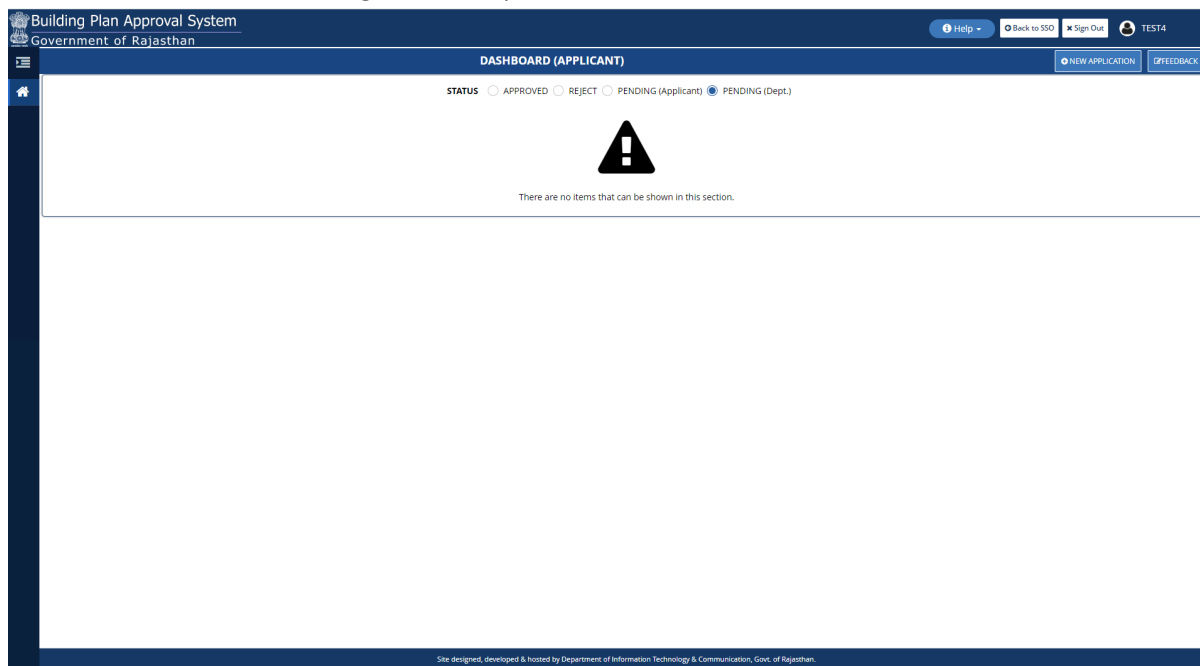 Building Plan Approval System
Government of Rajasthan
Help
Back to SSO
Sign Out
TEST4
DASHBOARD (APPLICANT)
NEW APPLICATION
FEEDBACK
STATUS APPROVED REJECT PENDING (Applicant) PENDING (Dept.)
There are no items that can be shown in this section.
Site designed, developed & hosted by Department of Information Technology & Communication, Govt. of Rajasthan.